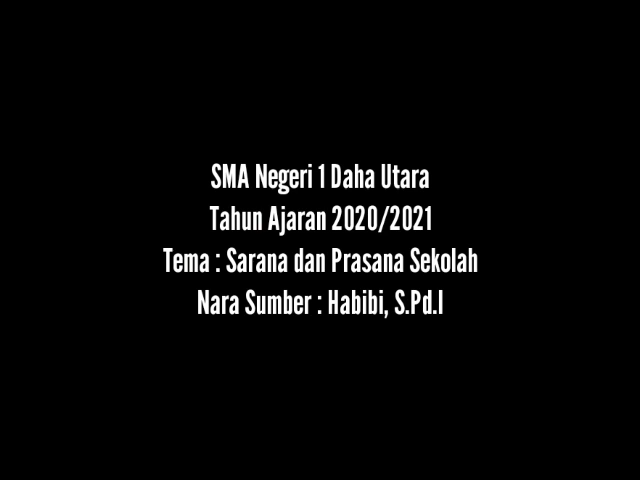 SMA Negeri 1 Daha Utara
Tahun Ajaran 2020/2021
Tema : Sarana dan Prasana Sekolah
Nara Sumber : Habibi, S.Pd.I